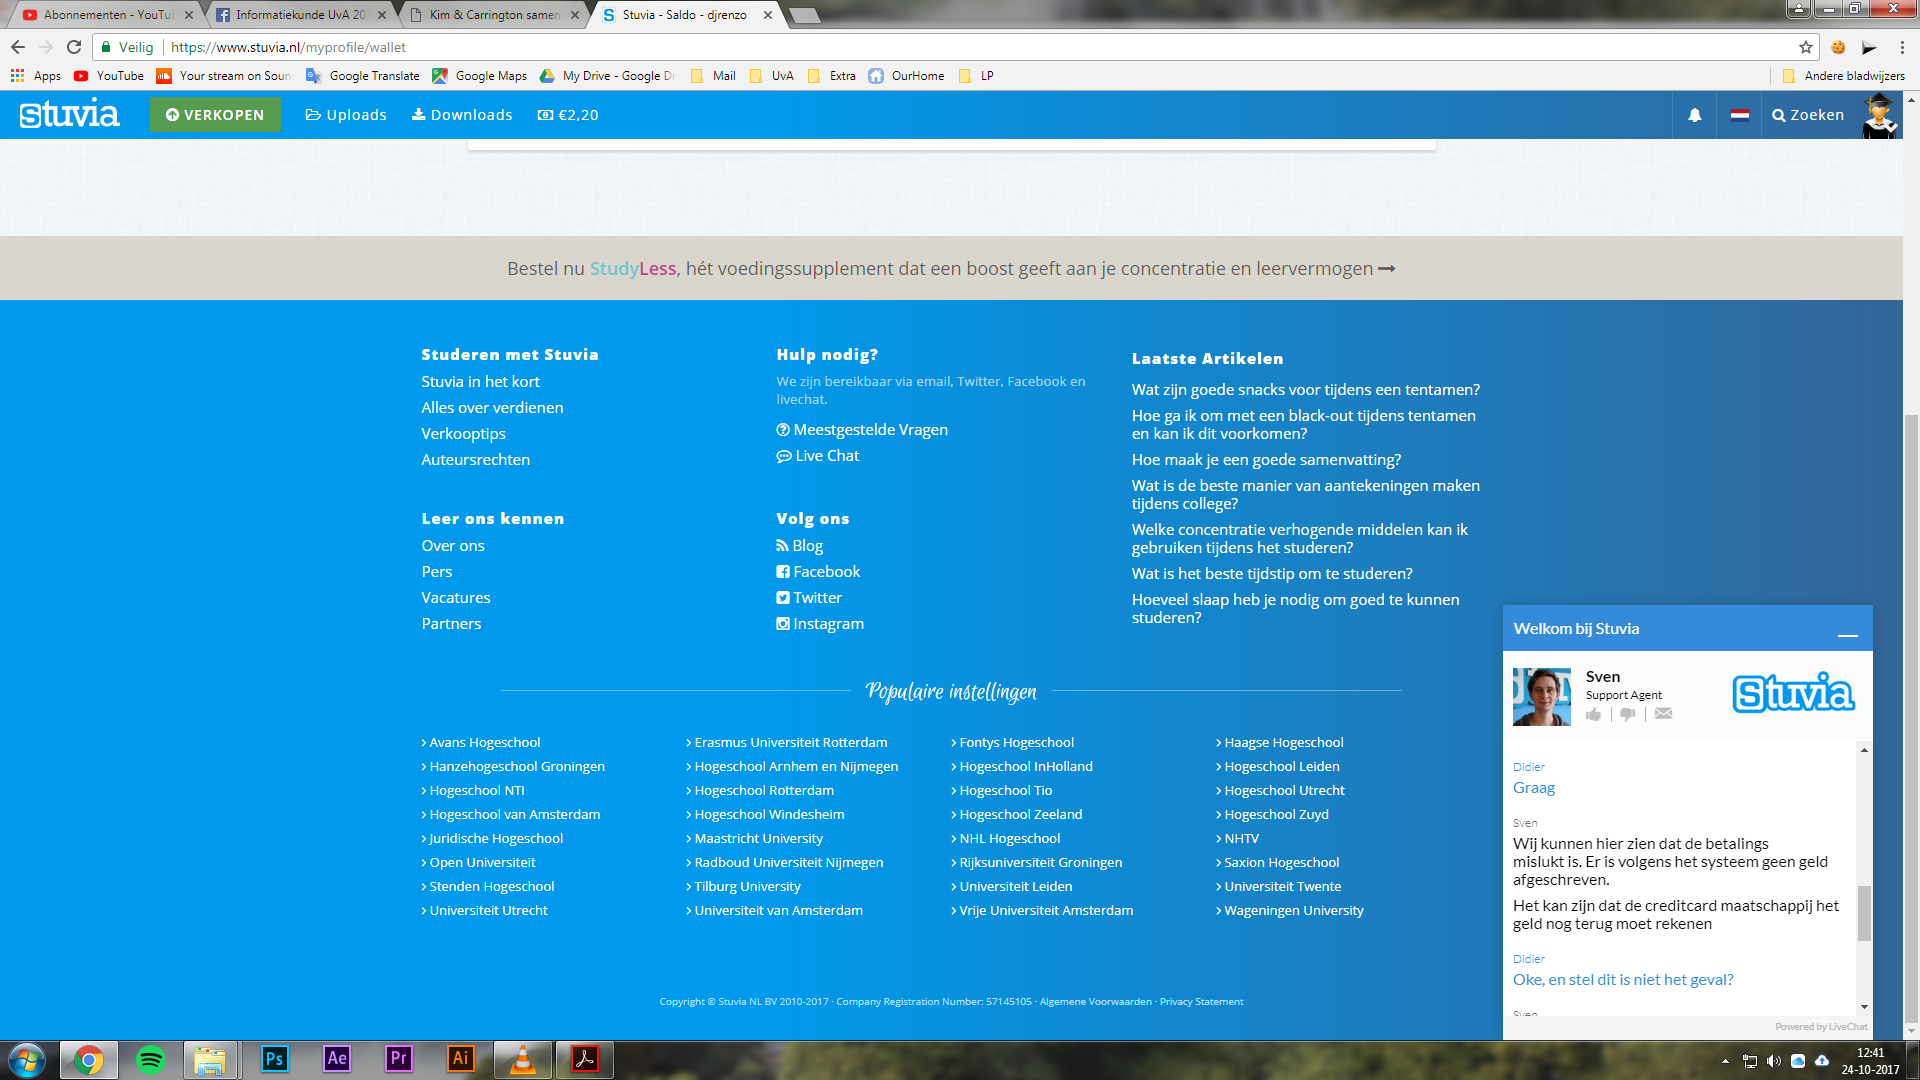 Abonnementen - YouTu
Informatiekunde UvA 20
Kim & Carrington samen
Stuvia - Saldo - djrenzo
Veilig
https://www.stuvia.nl/myprofile/wallet
Apps
YouTube
Your stream on Soun
Google Translate
Google Maps
My Drive - Google Dr
Mail
UvA
Extra
OurHome
LP
Andere bladwijzers
Stuvia
VERKOPEN
Uploads
Downloads
€2,20
Zoeken
Bestel nu StudyLess, hét voedingssupplement dat een boost geeft aan je concentratie en leervermogen
Studeren met Stuvia
Stuvia in het kort
Alles over verdienen
Verkooptips
Auteursrechten
Hulp nodig?
We zijn bereikbaar via email, Twitter, Facebook en
livechat.
Meestgestelde Vragen
Live Chat
Laatste Artikelen
Wat zijn goede snacks voor tijdens een tentamen?
Hoe ga ik om met een black-out tijdens tentamen
en kan ik dit voorkomen?
Hoe maak je een goede samenvatting?
Wat is de beste manier van aantekeningen maken
tijdens college?
Welke concentratie verhogende middelen kan ik
gebruiken tijdens het studeren?
Wat is het beste tijdstip om te studeren?
Hoeveel slaap heb je nodig om goed te kunnen
studeren?
Leer ons kennen
Over ons
Pers
Vacatures
Partners
Volg ons
Blog
Facebook
Twitter
Instagram
Populaire instellingen
Avans Hogeschool
Hanzehogeschool Groningen
Hogeschool NTI
Hogeschool van Amsterdam
Juridische Hogeschool
Open Universiteit
Stenden Hogeschool
Universiteit Utrecht
Erasmus Universiteit Rotterdam
Hogeschool Arnhem en Nijmegen
Hogeschool Rotterdam
Hogeschool Windesheim
Maastricht University
Radboud Universiteit Nijmegen
Tilburg University
Universiteit van Amsterdam
Fontys Hogeschool
Hogeschool InHolland
Hogeschool Tio
Hogeschool Zeeland
NHL Hogeschool
Rijksuniversiteit Groningen
Universiteit Leiden
Vrije Universiteit Amsterdam
Haagse Hogeschool
Hogeschool Leiden
Hogeschool Utrecht
Hogeschool Zuyd
NHTV
Saxion Hogeschool
Universiteit Twente
Wageningen University
Copyright © Stuvia NL BV 2010-2017 · Company Registration Number: 57145105 · Algemene Voorwaarden · Privacy Statement
Welkom bij Stuvia
Sven
Support Agent
Stuvia
Didier
Graag
Sven
Wij kunnen hier zien dat de betalings
mislukt is. Er is volgens het systeem geen geld
afgeschreven.
Het kan zijn dat de creditcard maatschappij het
geld nog terug moet rekenen
Didier
Oke, en stel dit is niet het geval?
Sven
Powered by LiveChat
Ps
Ae
Pr
Ai
12:41
24-10-2017